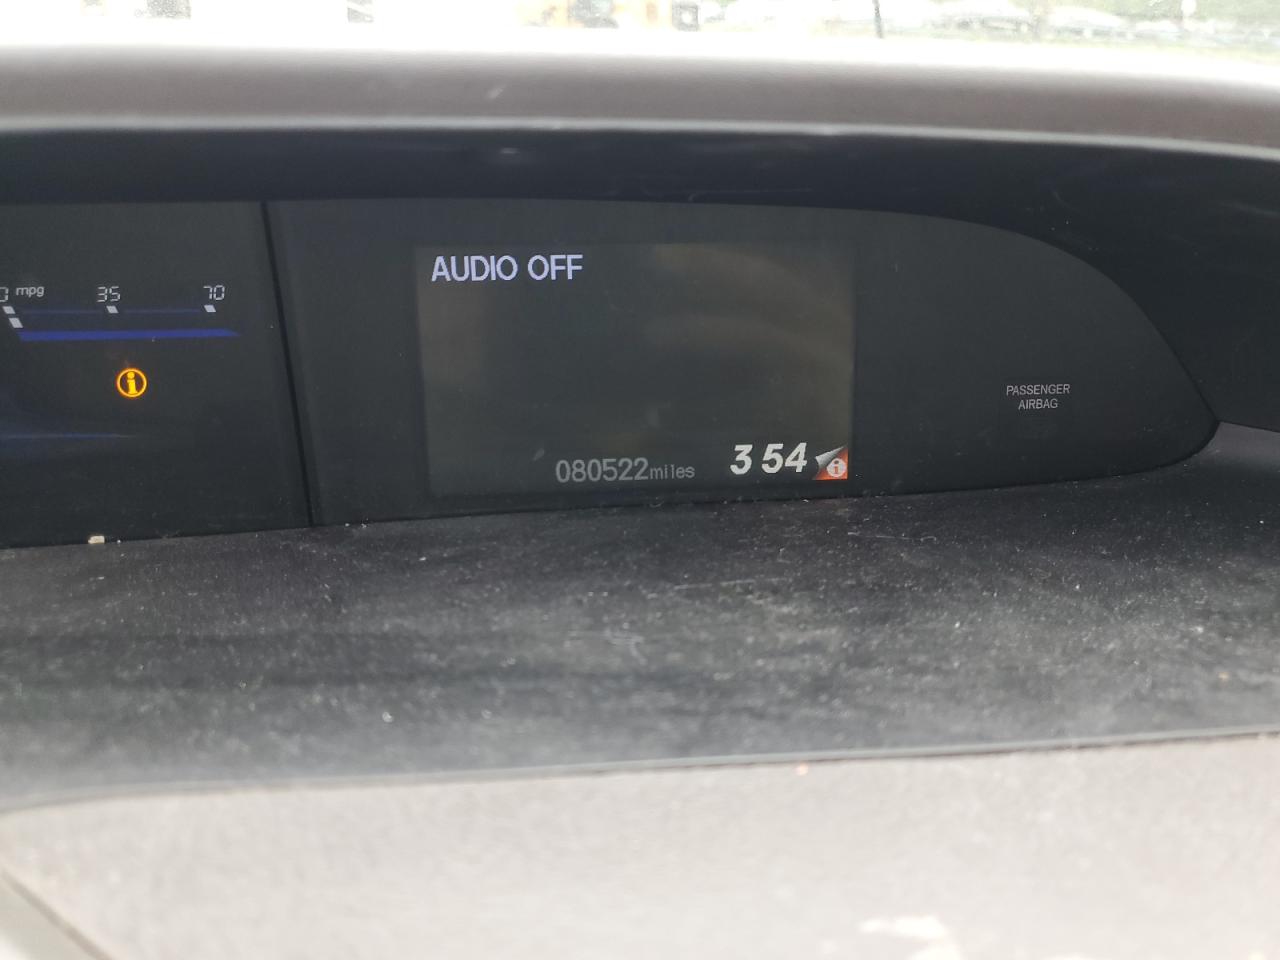 AUDIO OFF
mpg 35 70
PASSENGER
AIRBAG
080522miles 3 54